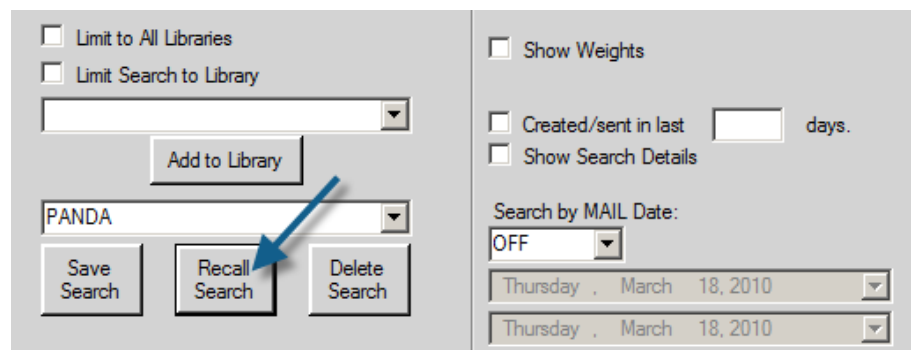 Limit to All Libraries
Limit Search to Library
Add to Library
PANDA
Save Search
Recall Search
Delete Search
Show Weights
Created/sent in last days.
Show Search Details
Search by MAIL Date:
OFF
Thursday , March 18, 2010
Thursday , March 18, 2010